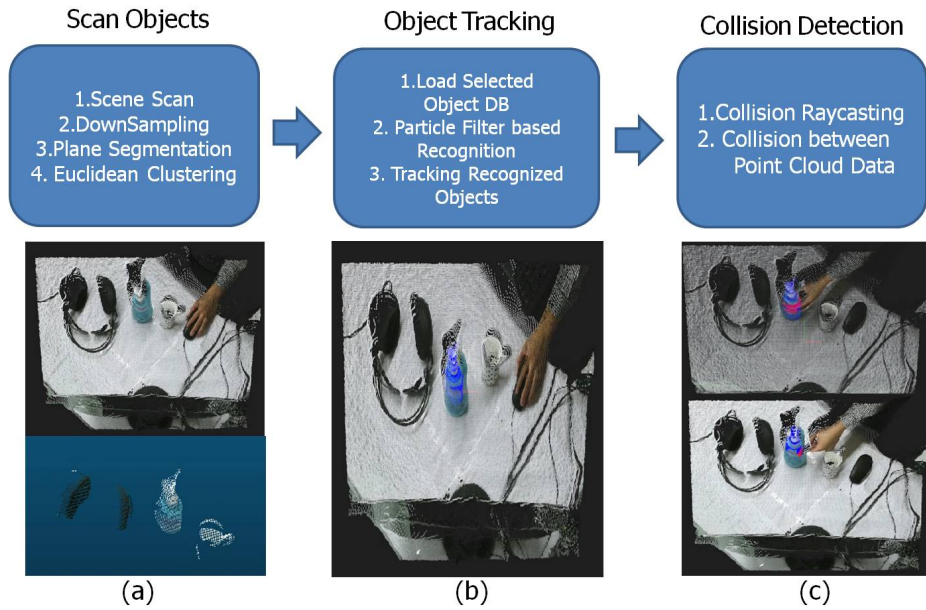 Scan Objects
Object Tracking
Collision Detection
1.Scene Scan
2.DownSampling
3.Plane Segmentation
4. Euclidean Clustering
1.Load Selected
Object DB
2. Particle Filter based
Recognition
3. Tracking Recognized
Objects
1.Collision Raycasting
2. Collision between
Point Cloud Data
(a)
(b)
(c)